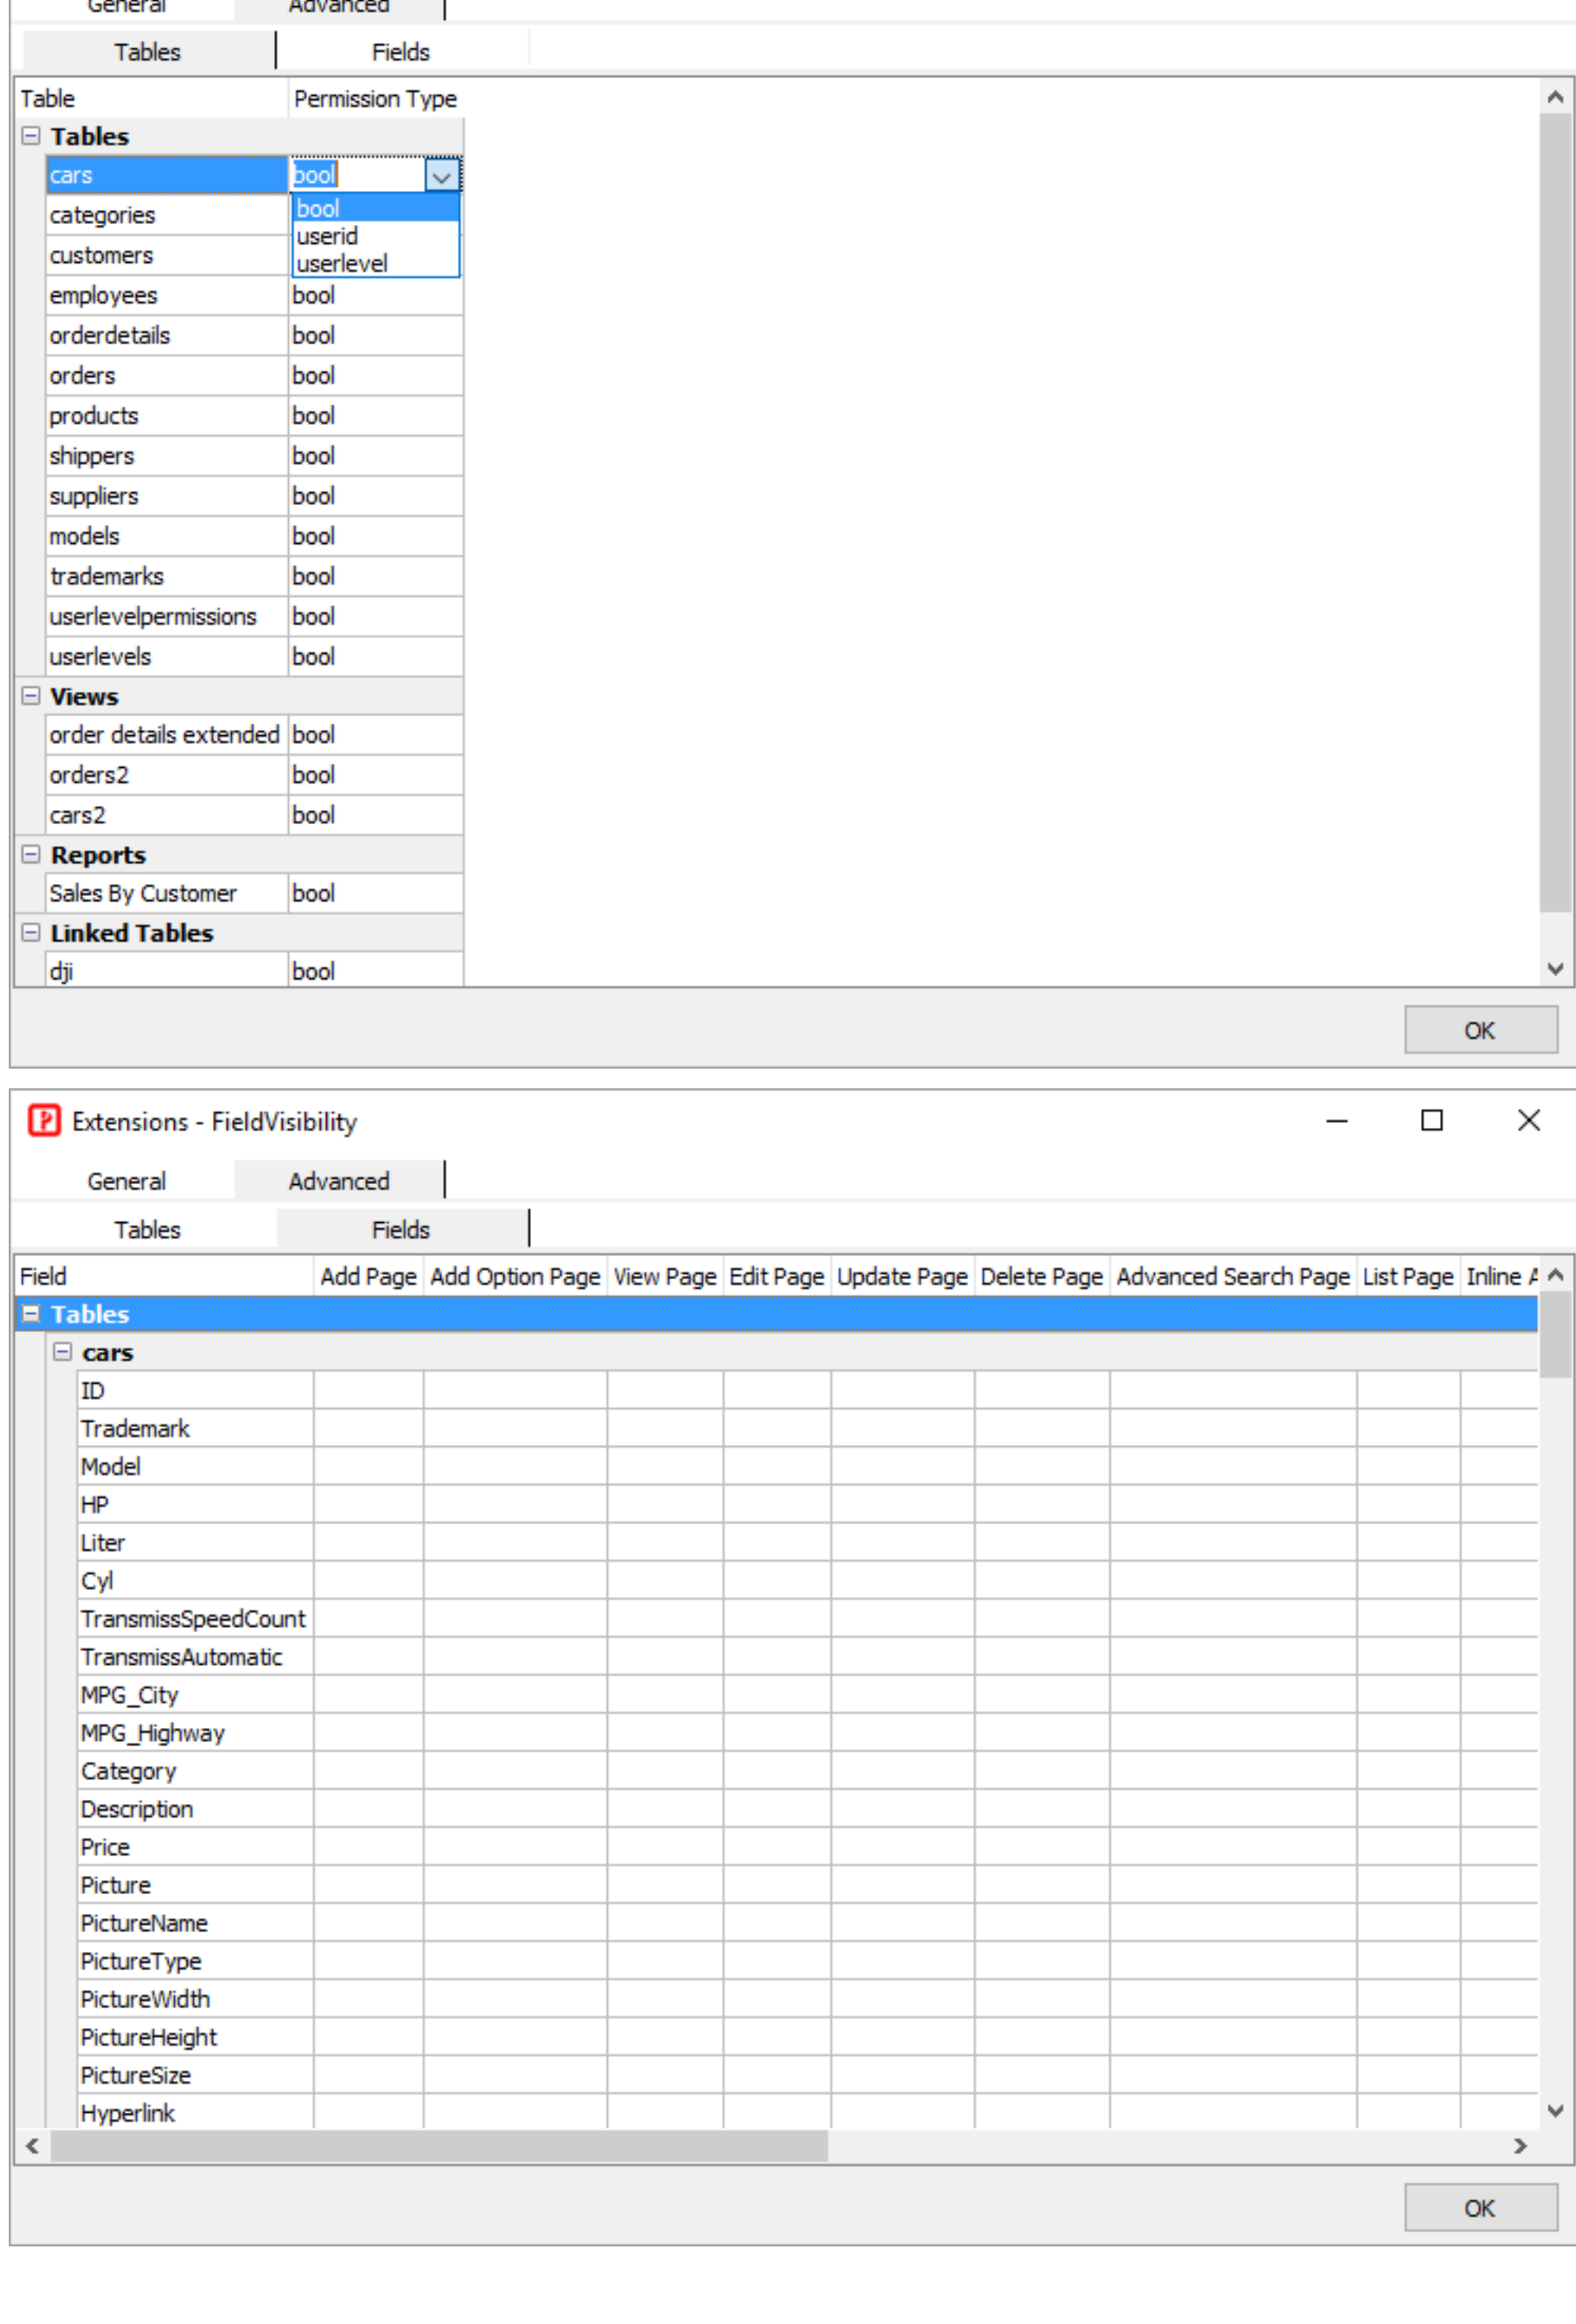 General Advanced
Tables Fields
Table Permission Type
Tables
cars bool
bool
categories
userid
customers
userlevel
employees bool
orderdetails bool
orders bool
products bool
shippers bool
suppliers bool
models bool
trademarks bool
userlevelpermissions bool
userlevels bool
Views
order details extended bool
orders2 bool
cars2 bool
Reports
Sales By Customer bool
Linked Tables
dji bool
OK
Extensions - FieldVisibility
General Advanced
Tables Fields
Field Add Page Add Option Page View Page Edit Page Update Page Delete Page Advanced Search Page List Page Inline A
Tables
cars
ID
Trademark
Model
HP
Liter
Cyl
TransmissSpeedCount
TransmissAutomatic
MPG_City
MPG_Highway
Category
Description
Price
Picture
PictureName
PictureType
PictureWidth
PictureHeight
PictureSize
Hyperlink
OK